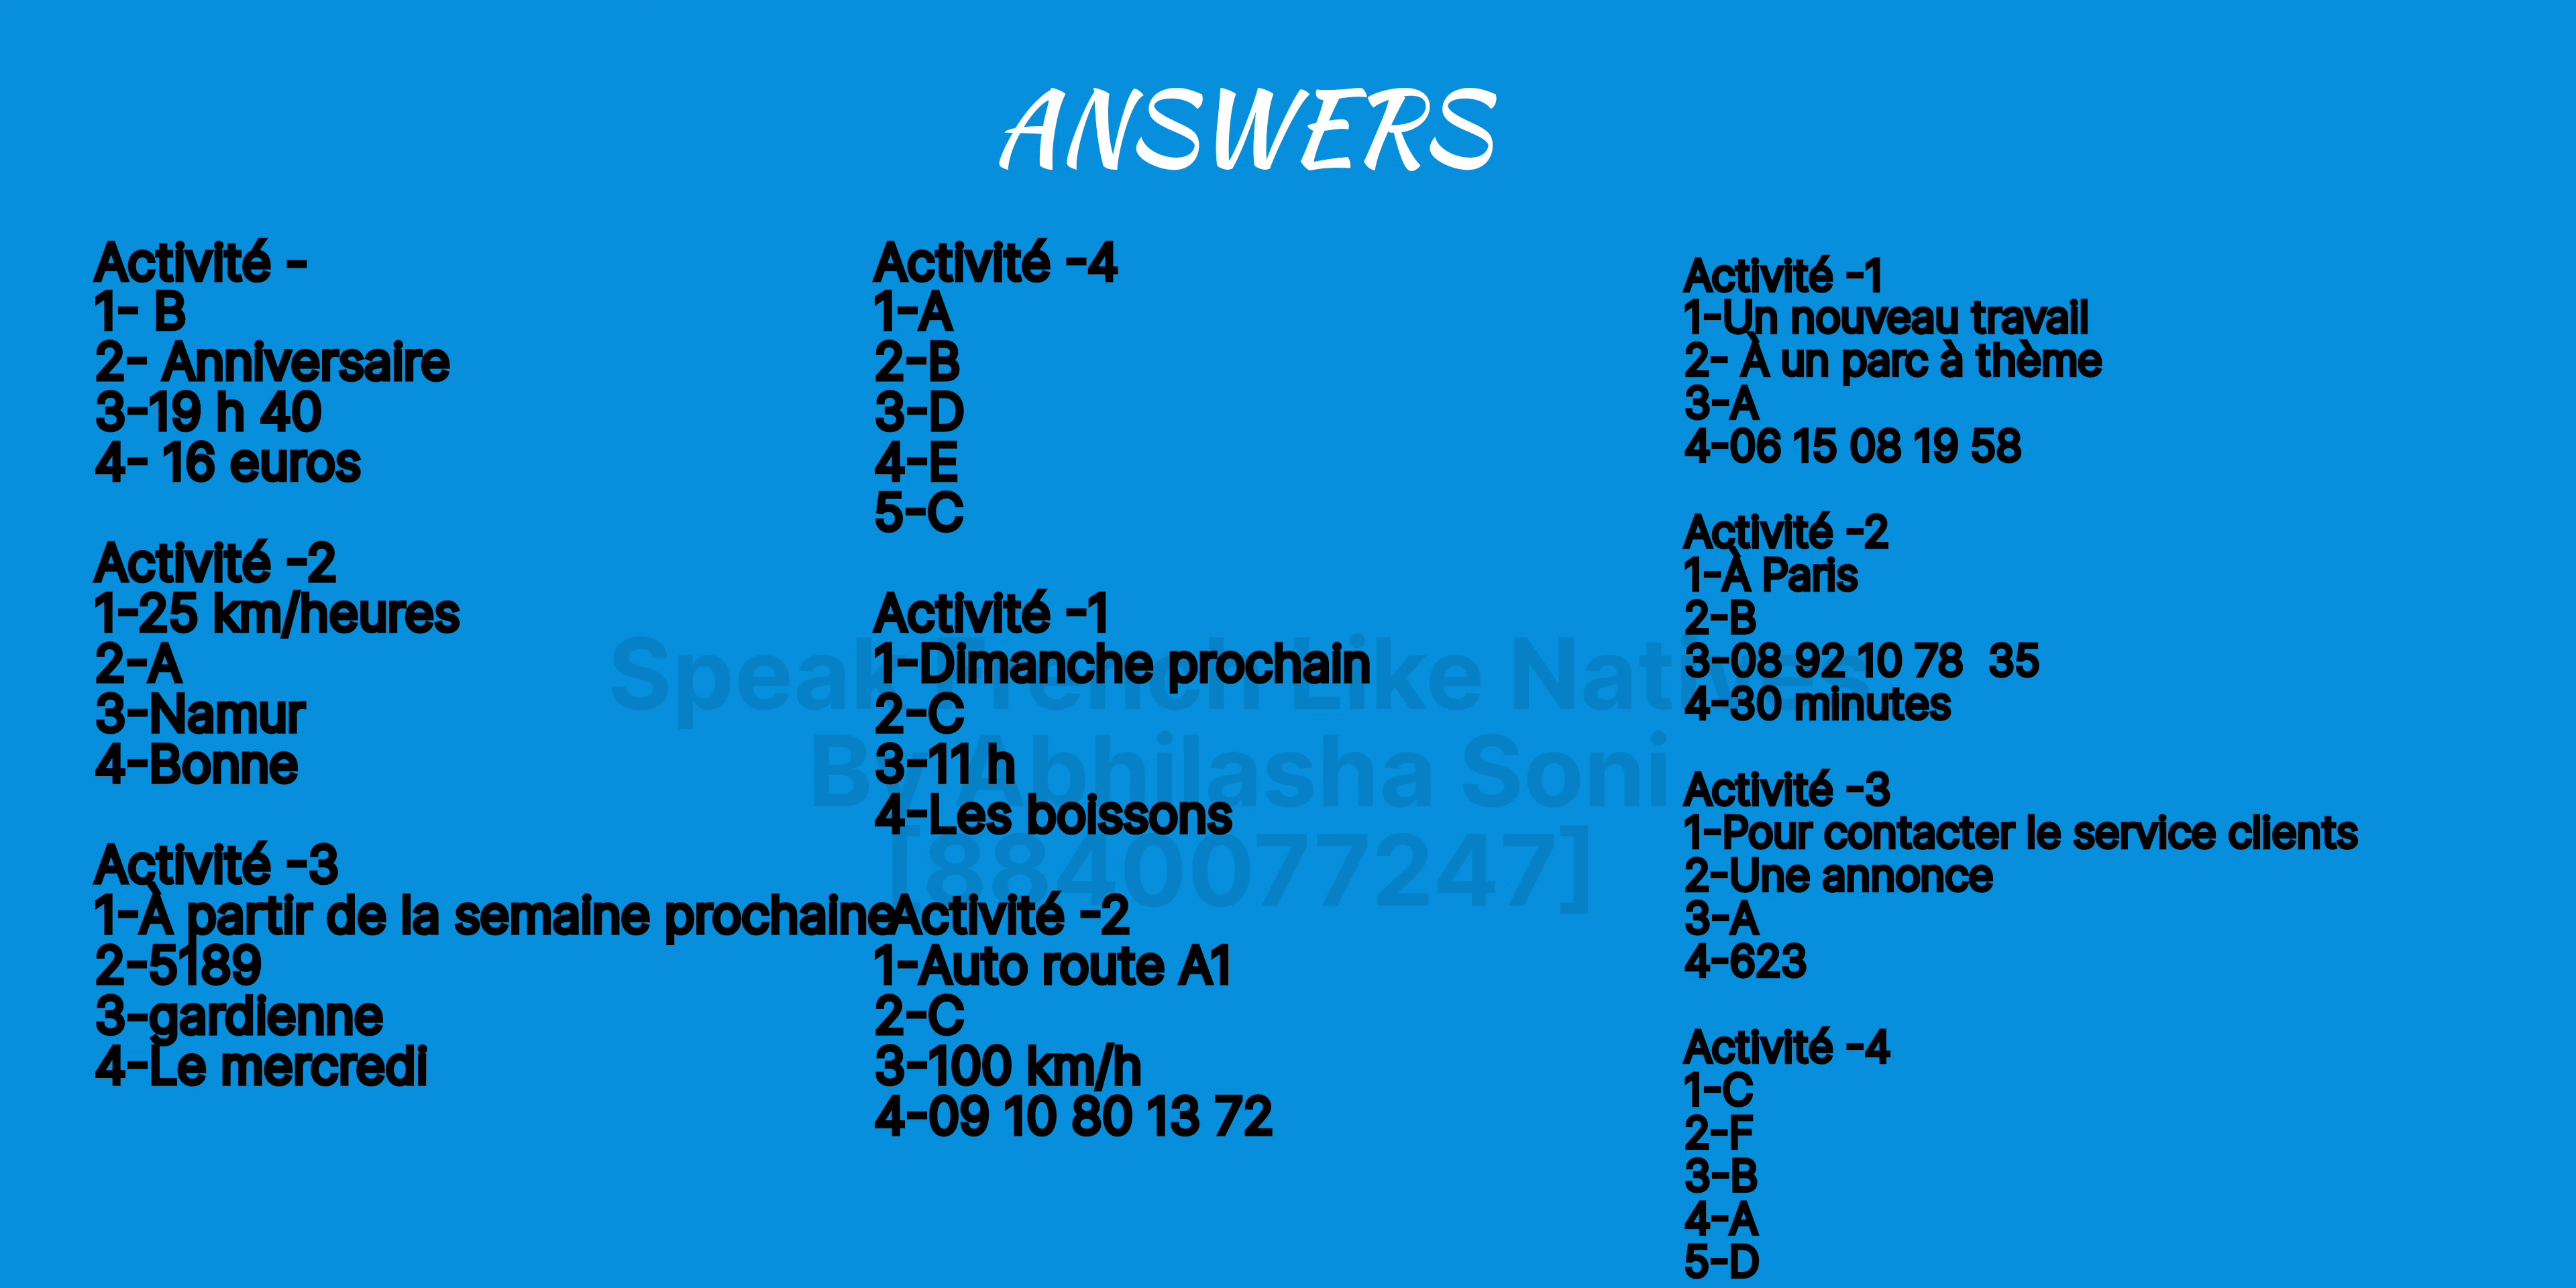 ANSWERS
Activité -
1- B
2- Anniversaire
3-19 h 40
4- 16 euros
Activité -2
1-25 km/heures
2-A
3-Namur
4-Bonne
Activité -3
1-À partir de la semaine prochaine
2-5189
3-gardienne
4-Le mercredi
Activité -4
1-A
2-B
3-D
4-E
5-C
Activité -1
1-Dimanche prochain
2-C
3-11 h
4-Les boissons
Activité -2
1-Auto route A1
2-C
3-100 km/h
4-09 10 80 13 72
Activité -1
1-Un nouveau travail
2- À un parc à thème
3-A
4-06 15 08 19 58
Activité -2
1-À Paris
2-B
3-08 92 10 78  35
4-30 minutes
Activité -3
1-Pour contacter le service clients
2-Une annonce
3-A
4-623
Activité -4
1-C
2-F
3-B
4-A
5-D
Speak Like Natives
By Abhilasha Soni
[8840077247]